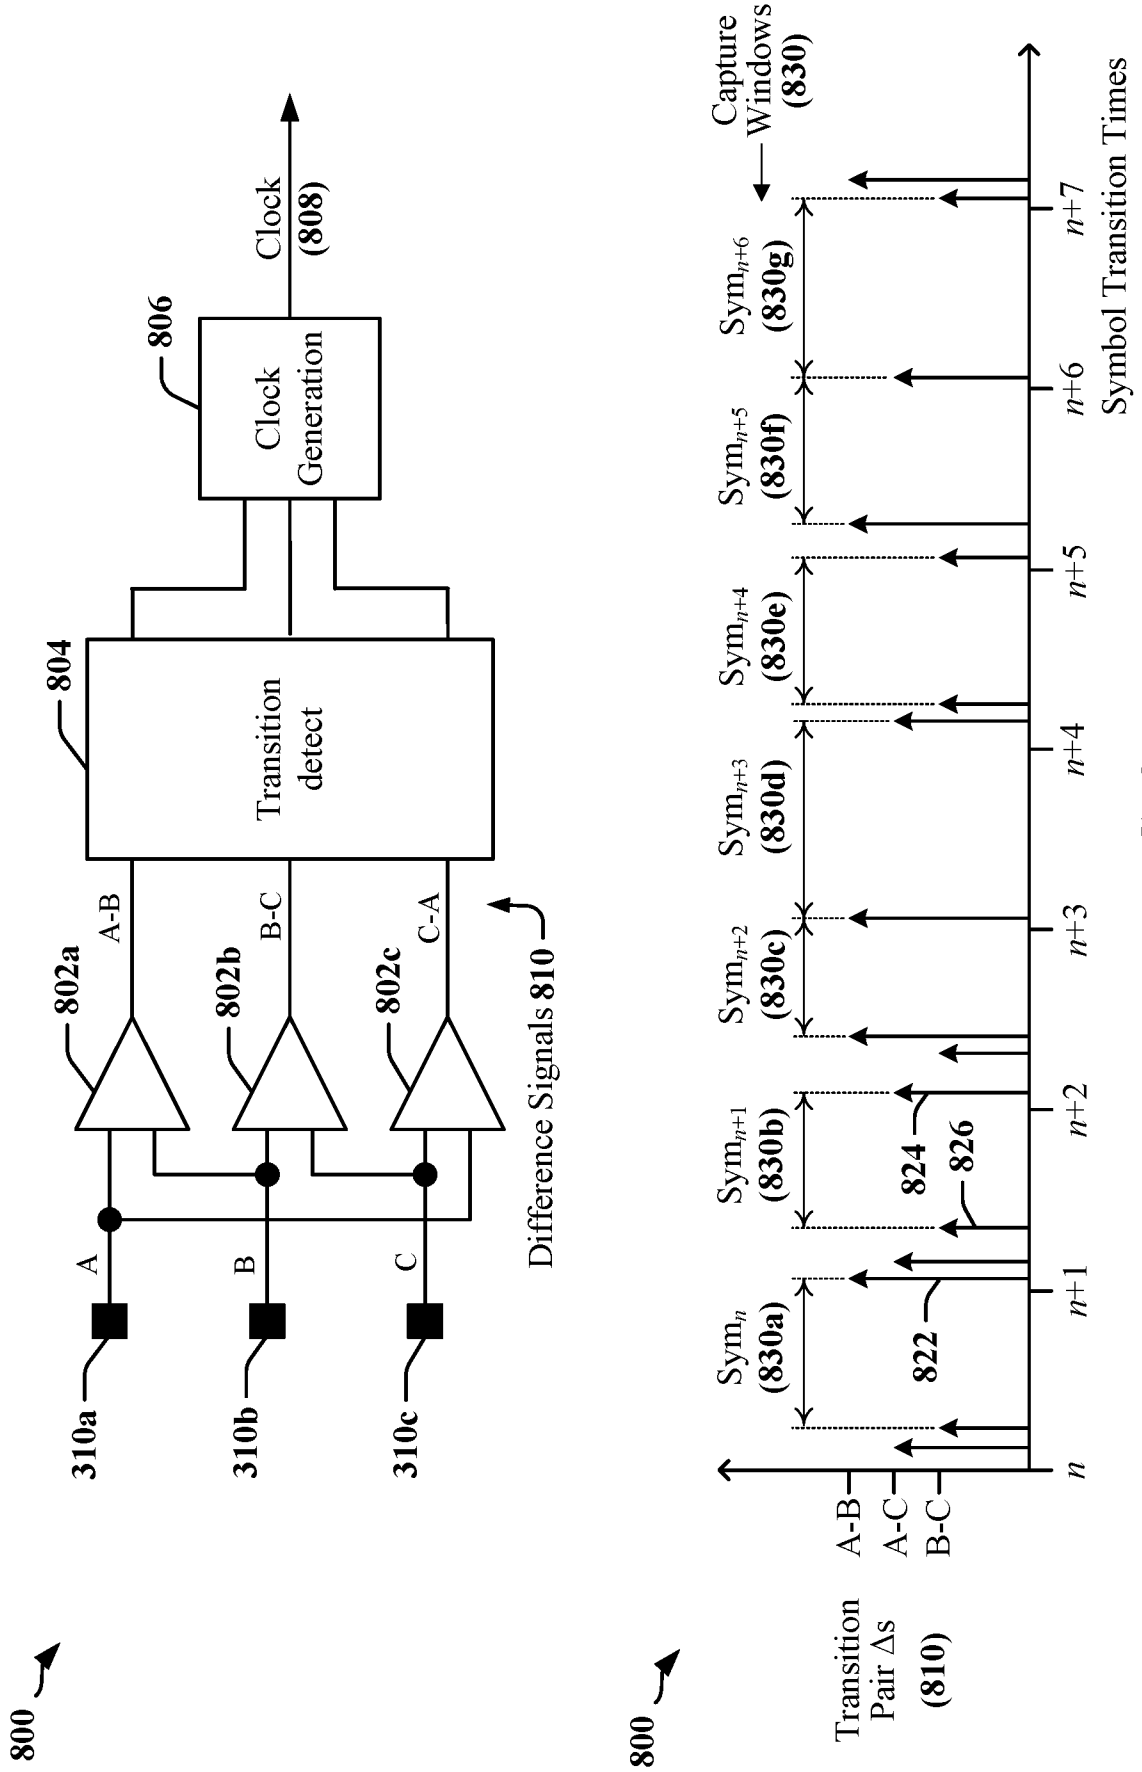 800
310a
310b
310c
A
B
C
802a
802b
802c
A-B
B-C
C-A
Difference Signals 810
804
Transition
detect
806
Clock
Generation
Clock
(808)
800
Transition
Pair Δs
(810)
A-B
A-C
B-C
Symn
(830a)
Symn+1
(830b)
Symn+2
(830c)
Symn+3
(830d)
Symn+4
(830e)
Symn+5
(830f)
Symn+6
(830g)
Capture
Windows
(830)
822
824
826
n
n+1
n+2
n+3
n+4
n+5
n+6
n+7
Symbol Transition Times